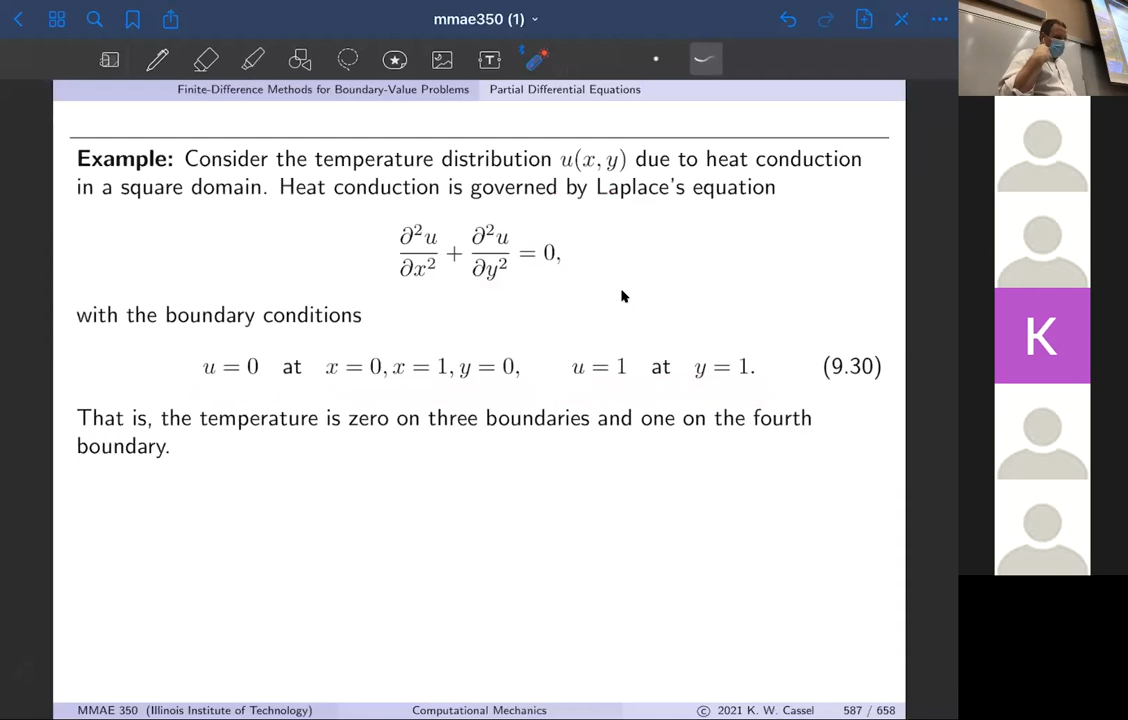 mmae350 (1)
Finite-Difference Methods for Boundary-Value Problems Partial Differential Equations
Example: Consider the temperature distribution u(x, y) due to heat conduction
in a square domain. Heat conduction is governed by Laplace's equation
∂²u/∂x² + ∂²u/∂y² = 0,
with the boundary conditions
u = 0 at x = 0, x = 1, y = 0, u = 1 at y = 1. (9.30)
That is, the temperature is zero on three boundaries and one on the fourth
boundary.
K
MMAE 350 (Illinois Institute of Technology) Computational Mechanics © 2021 K. W. Cassel 587 / 658